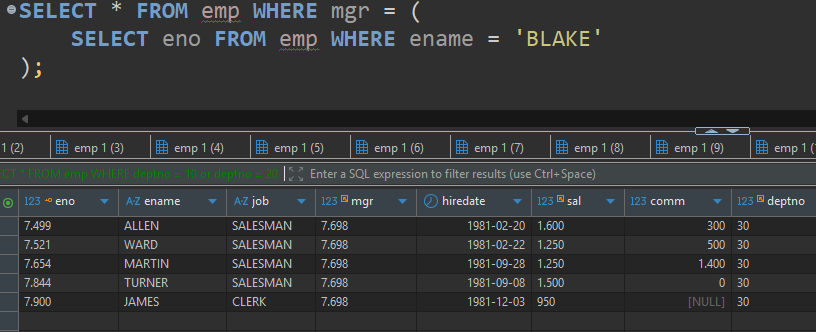 SELECT * FROM emp WHERE mgr = (
SELECT eno FROM emp WHERE ename = 'BLAKE'
);
1 (2) emp 1 (3) emp 1 (4) emp 1 (5) emp 1 (6) emp 1 (7) emp 1 (8) emp 1 (9) emp 1 (
CT * FROM emp WHERE deptno = 10 or deptno = 20 Enter a SQL expression to filter results (use Ctrl+Space)
123 eno A-Z ename A-Z job 123 mgr hiredate 123 sal 123 comm 123 deptno
7.499 ALLEN SALESMAN 7.698 1981-02-20 1.600 300 30
7.521 WARD SALESMAN 7.698 1981-02-22 1.250 500 30
7.654 MARTIN SALESMAN 7.698 1981-09-28 1.250 1.400 30
7.844 TURNER SALESMAN 7.698 1981-09-08 1.500 0 30
7.900 JAMES CLERK 7.698 1981-12-03 950 [NULL] 30